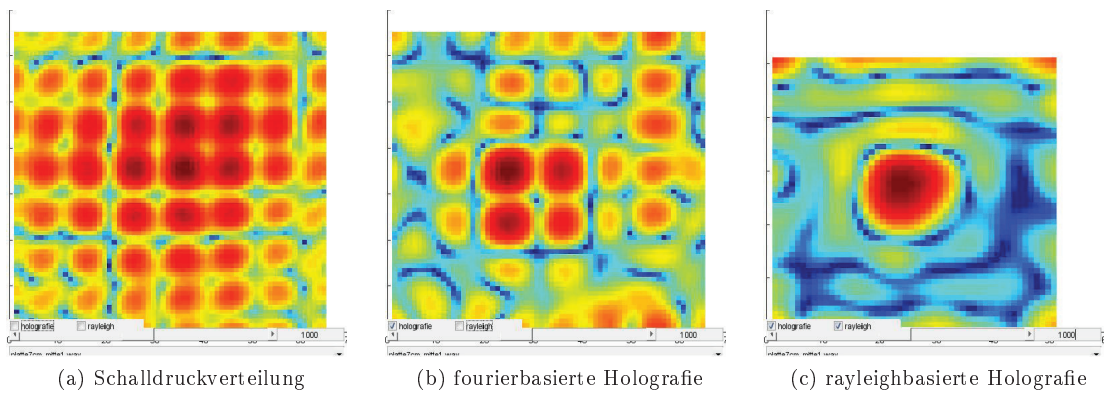 holografie rayleigh 1000
holografie rayleigh 1000
holografie rayleigh 1000
(a) Schalldruckverteilung
(b) fourierbasierte Holografie
(c) rayleighbasierte Holografie